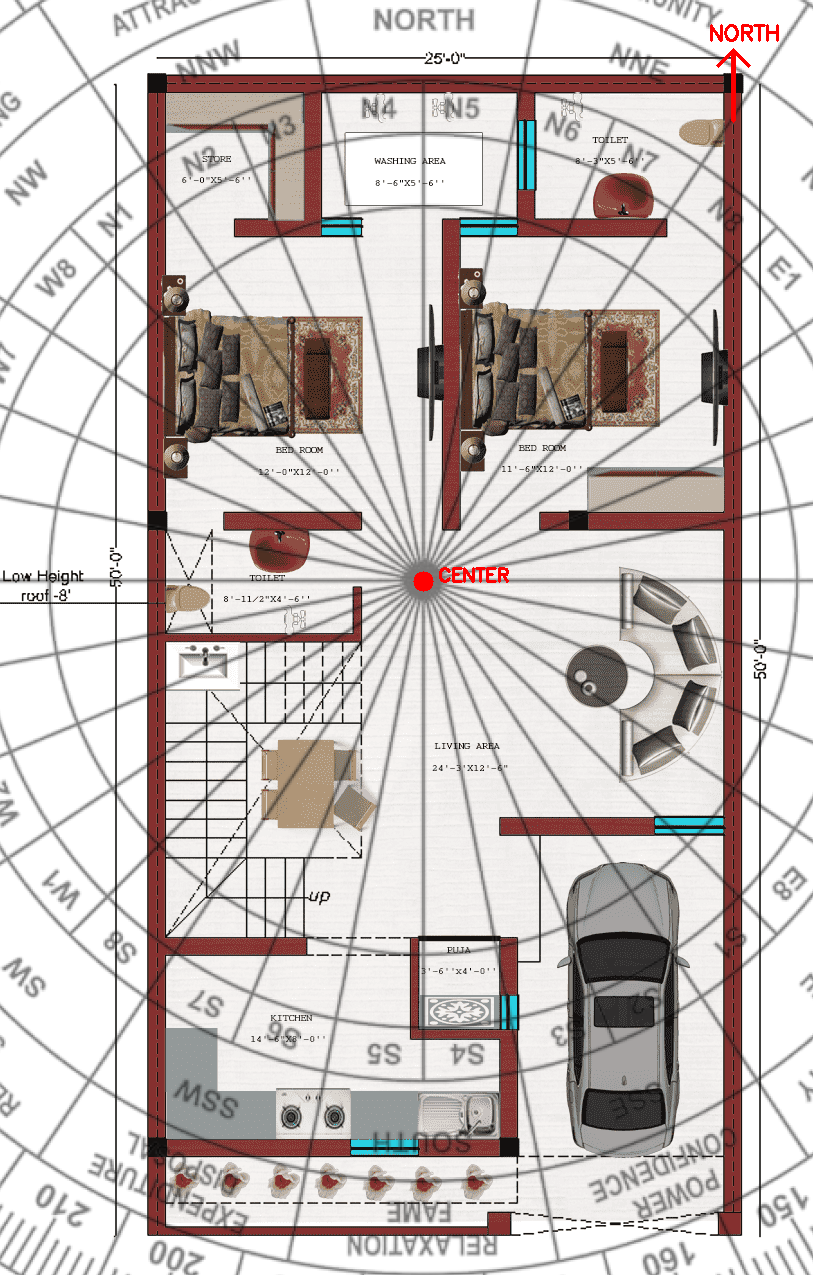 ATTRAC
NORTH
MUNITY
NORTH
25'-0"
NNW
NNE
NG
N4
N5
N3
N6
N2
N7
TOILET
8'-3"X5'-6''
STORE
6'-0"X5'-6''
WASHING AREA
8'-6"X5'-6''
NW
N1
N8
W8
E1
W7
BED ROOM
12'-0"X12'-0''
BED ROOM
11'-6"X12'-0''
50'-0"
Low Height
roof -8'
CENTER
TOILET
8'-11/2"X4'-6''
50'-0"
LIVING AREA
24'-3'X12'-6"
W2
W1
E8
up
S8
S1
PUJA
3'-6''x4'-0''
SW
S7
S2
KITCHEN
14'-6"X8'-0''
S6
S3
S5
S4
SSW
SSE
SOUTH
DISPOSAL
CONFIDENCE
EXPENDITURE
POWER
FAME
210
150
RELAXATION
200
160